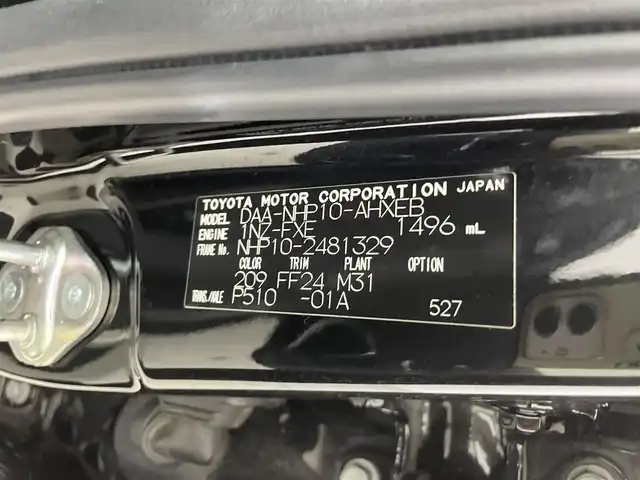 TOYOTA MOTOR CORPORATION JAPAN
MODEL DAA-NHP10-AHXEB
ENGINE 1NZ-FXE 1496 mL
FRAME No. NHP10-2481329
COLOR TRIM PLANT OPTION
209 FF24 M31
TRANS./AXLE P510 -01A 527